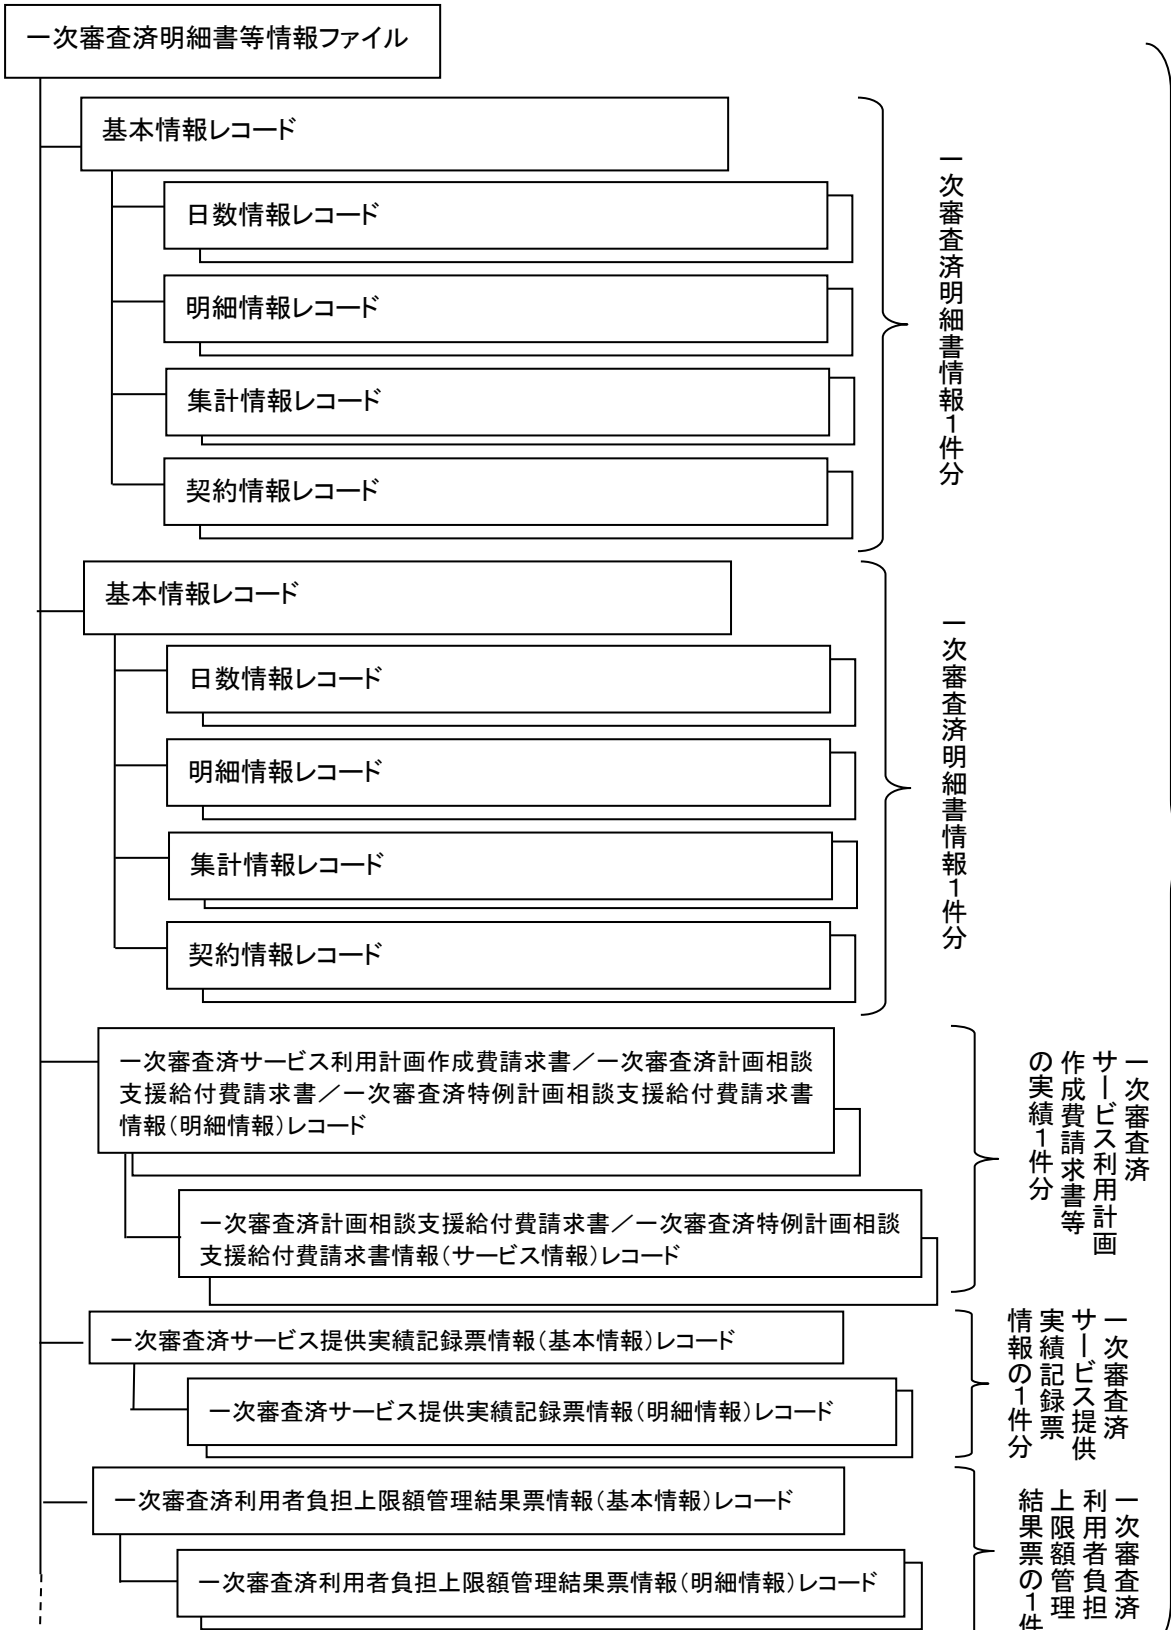 一次審査済明細書等情報ファイル
基本情報レコード
日数情報レコード
明細情報レコード
集計情報レコード
契約情報レコード
一次審査済明細書情報1件分
基本情報レコード
日数情報レコード
明細情報レコード
集計情報レコード
契約情報レコード
一次審査済明細書情報1件分
一次審査済サービス利用計画作成費請求書／一次審査済計画相談
支援給付費請求書／一次審査済特例計画相談支援給付費請求書
情報（明細情報）レコード
一次審査済計画相談支援給付費請求書／一次審査済特例計画相談
支援給付費請求書情報（サービス情報）レコード
一次審査済
サービス利用計画
作成費請求書等
の実績1件分
一次審査済サービス提供実績記録票情報（基本情報）レコード
一次審査済サービス提供実績記録票情報（明細情報）レコード
一次審査済
サービス提供
実績記録票
情報の1件分
一次審査済利用者負担上限額管理結果票情報（基本情報）レコード
一次審査済利用者負担上限額管理結果票情報（明細情報）レコード
一次審査済
利用者負担
上限額管理
結果票の1件